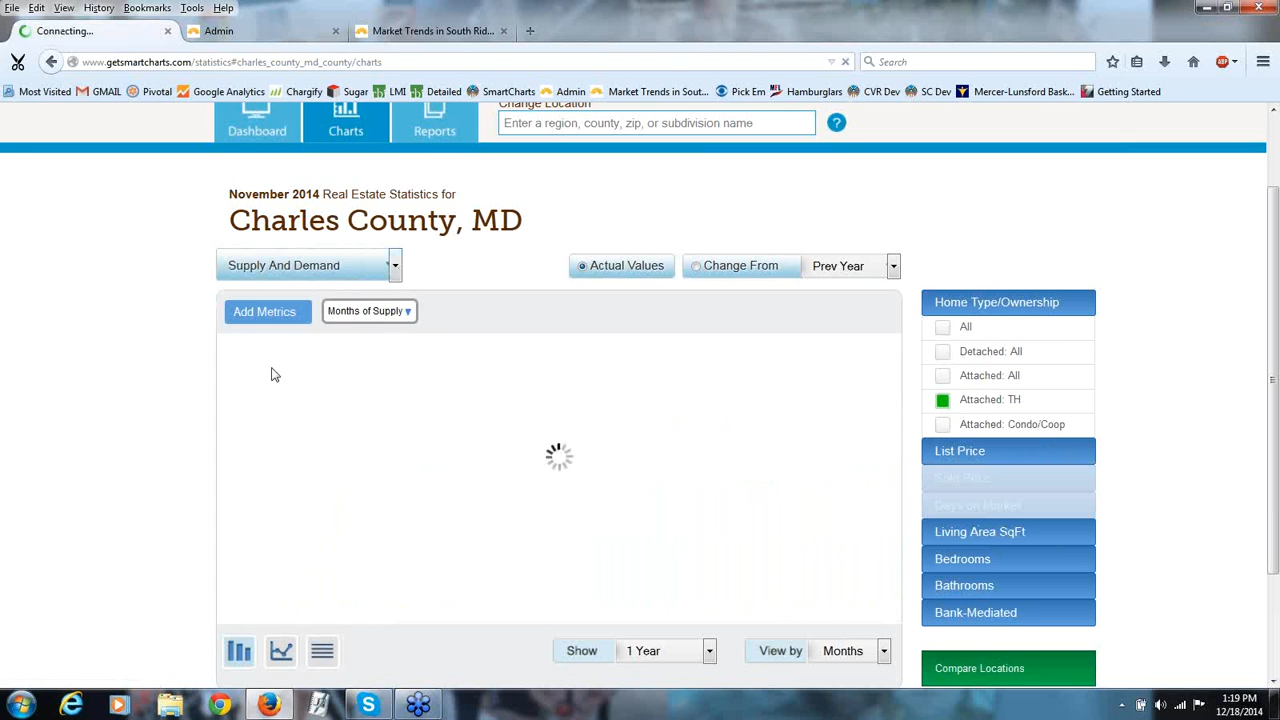 File Edit View History Bookmarks Tools Help
Connecting... Admin Market Trends in South Rid...
www.getsmartcharts.com/statistics#charles_county_md_county/charts Search
Most Visited GMAIL Pivotal Google Analytics Chargify Sugar LMI Detailed SmartCharts Admin Market Trends in Sout... Pick Em Hamburglars CVR Dev SC Dev Mercer-Lunsford Bask... Getting Started
Change Location
Dashboard Charts Reports Enter a region, county, zip, or subdivision name ?
November 2014 Real Estate Statistics for
Charles County, MD
Supply And Demand Actual Values Change From Prev Year
Add Metrics Months of Supply
Home Type/Ownership
All
Detached: All
Attached: All
Attached: TH
Attached: Condo/Coop
List Price
Sold Price
Days on Market
Living Area SqFt
Bedrooms
Bathrooms
Bank-Mediated
Show 1 Year View by Months
Compare Locations
1:19 PM
12/18/2014